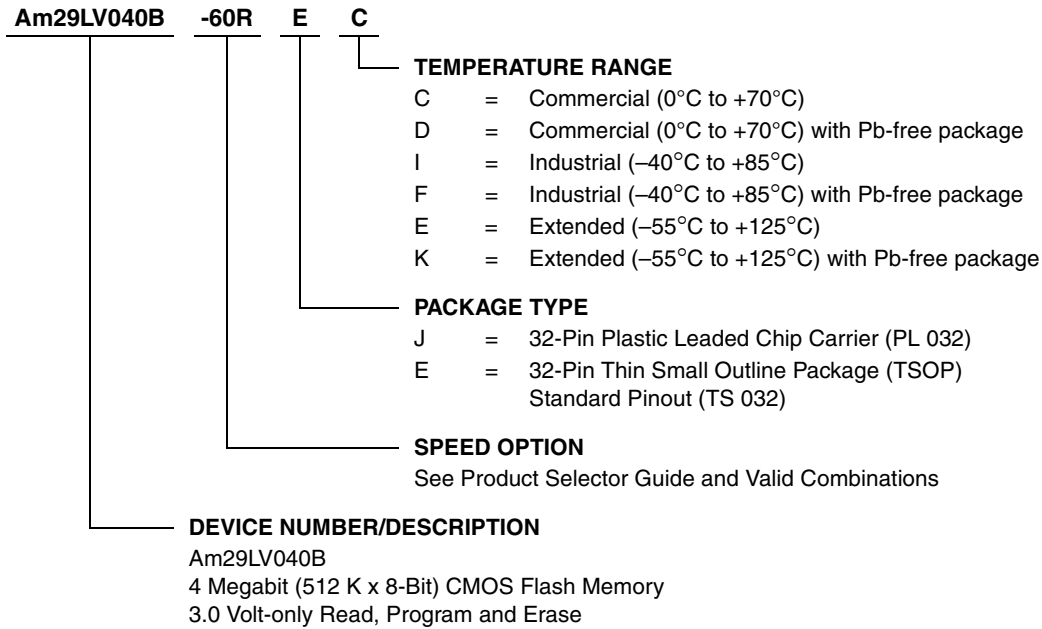 Am29LV040B -60R E C
TEMPERATURE RANGE
C = Commercial (0°C to +70°C)
D = Commercial (0°C to +70°C) with Pb-free package
I = Industrial (–40°C to +85°C)
F = Industrial (–40°C to +85°C) with Pb-free package
E = Extended (–55°C to +125°C)
K = Extended (–55°C to +125°C) with Pb-free package
PACKAGE TYPE
J = 32-Pin Plastic Leaded Chip Carrier (PL 032)
E = 32-Pin Thin Small Outline Package (TSOP)
Standard Pinout (TS 032)
SPEED OPTION
See Product Selector Guide and Valid Combinations
DEVICE NUMBER/DESCRIPTION
Am29LV040B
4 Megabit (512 K x 8-Bit) CMOS Flash Memory
3.0 Volt-only Read, Program and Erase